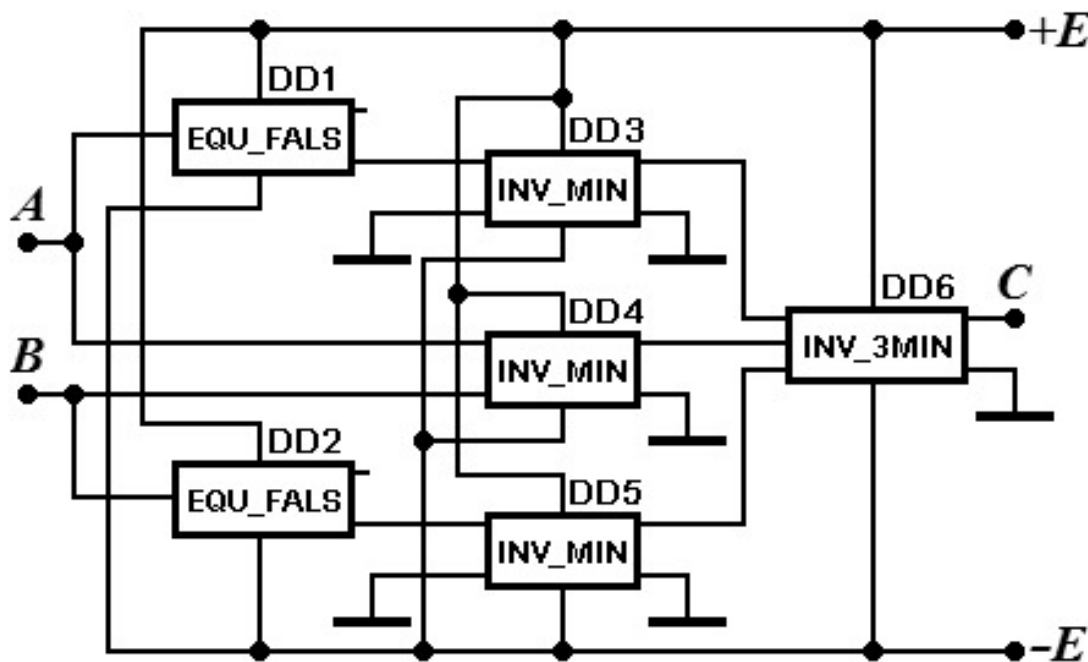 +E
DD1
EQU_FALS
DD3
INV_MIN
A
DD6
C
DD4
INV_3MIN
B
INV_MIN
DD2
EQU_FALS
DD5
INV_MIN
-E